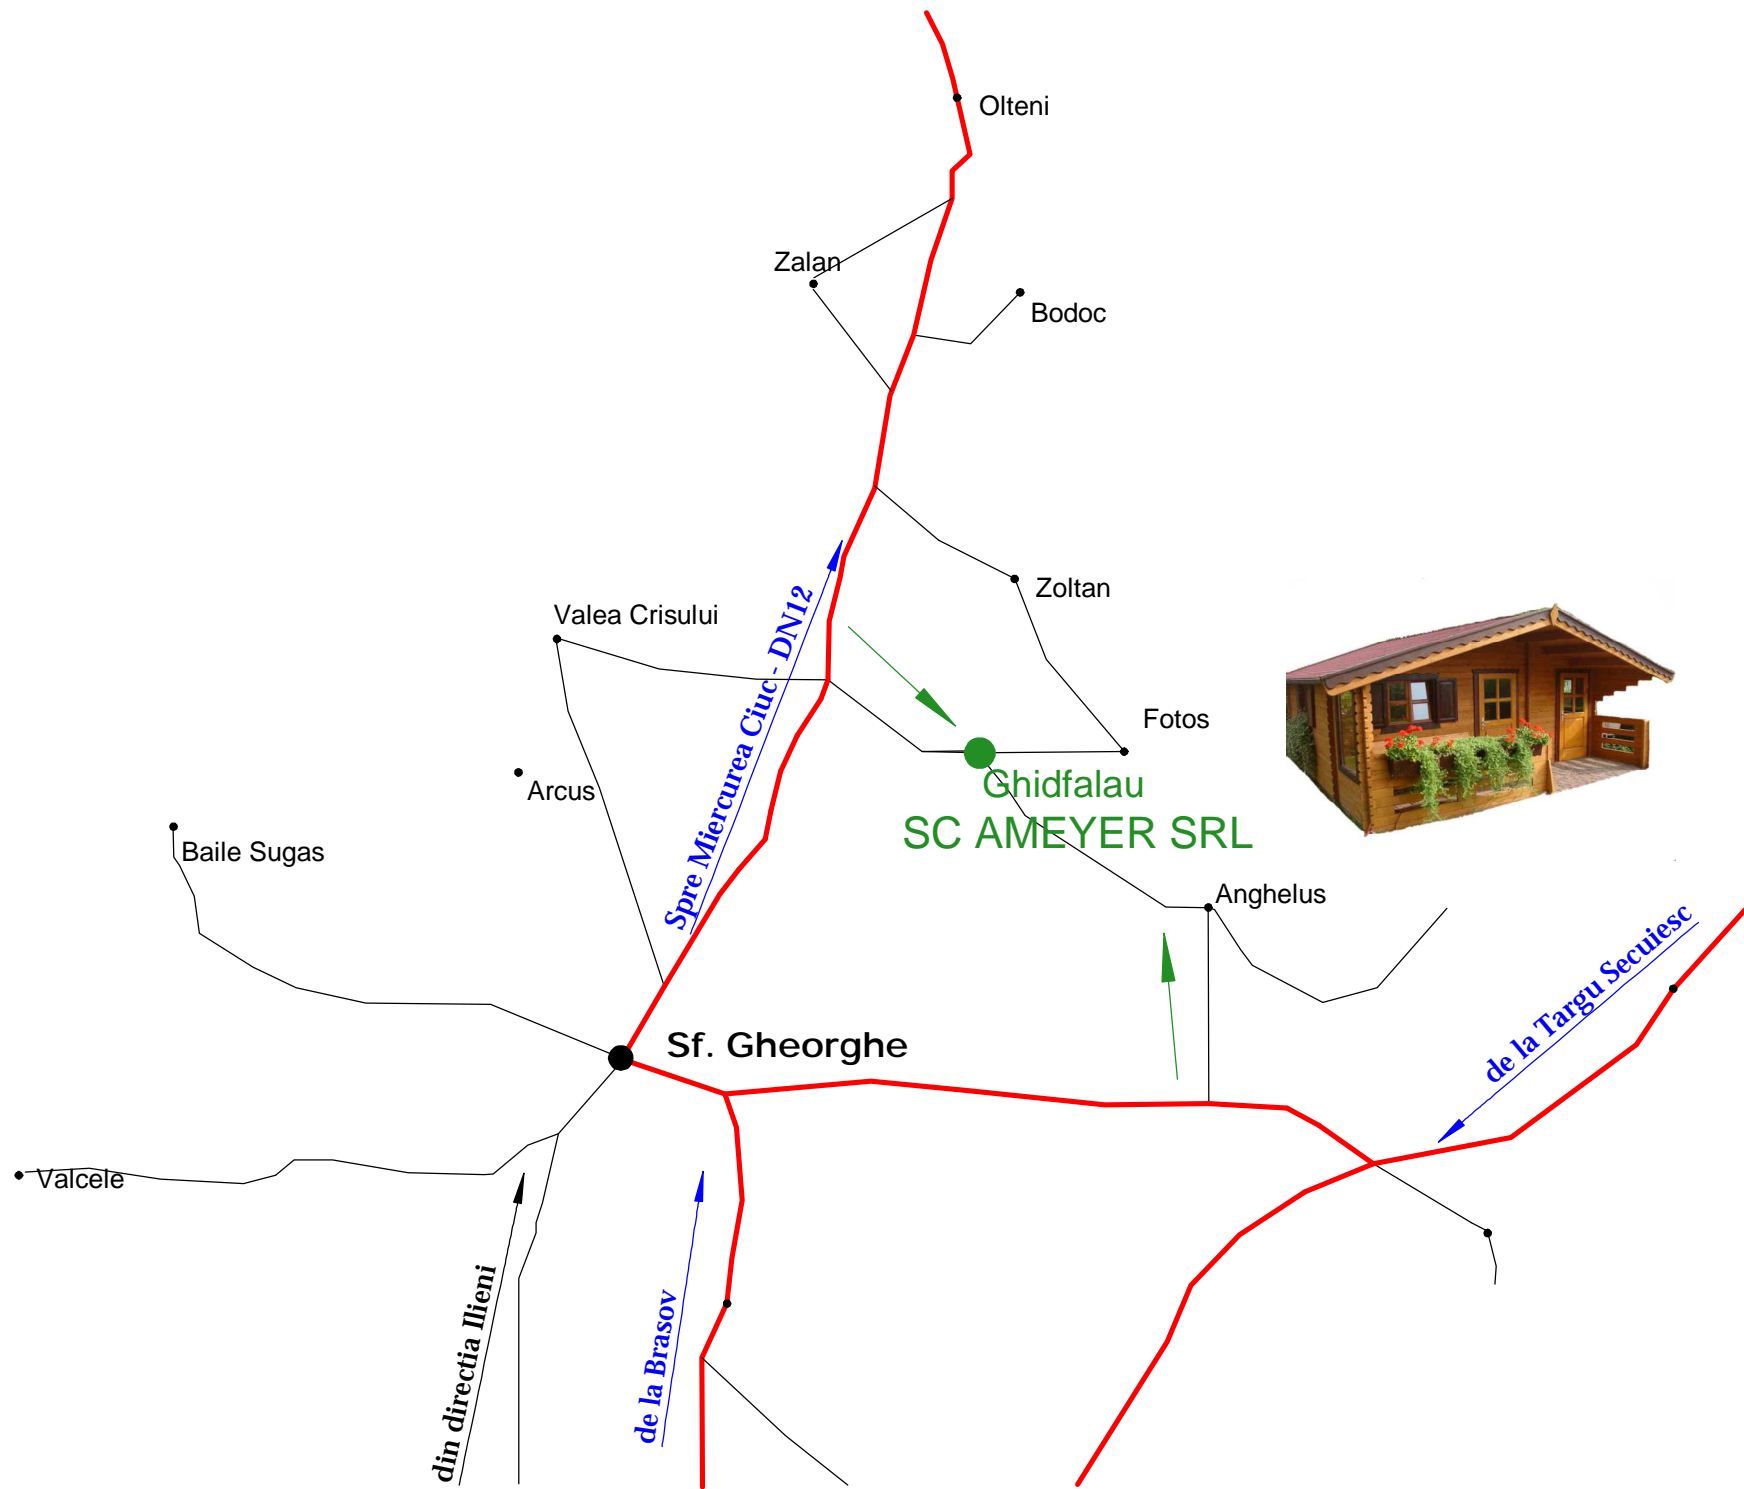 Olteni
Zalan
Bodoc
Zoltan
Valea Crisului
Spre Miercurea Ciuc - DN12
Fotos
Ghidfalau
SC AMEYER SRL
Arcus
Baile Sugas
Anghelus
de la Targu Secuiesc
Sf. Gheorghe
Valcele
din directia Ilieni
de la Brasov